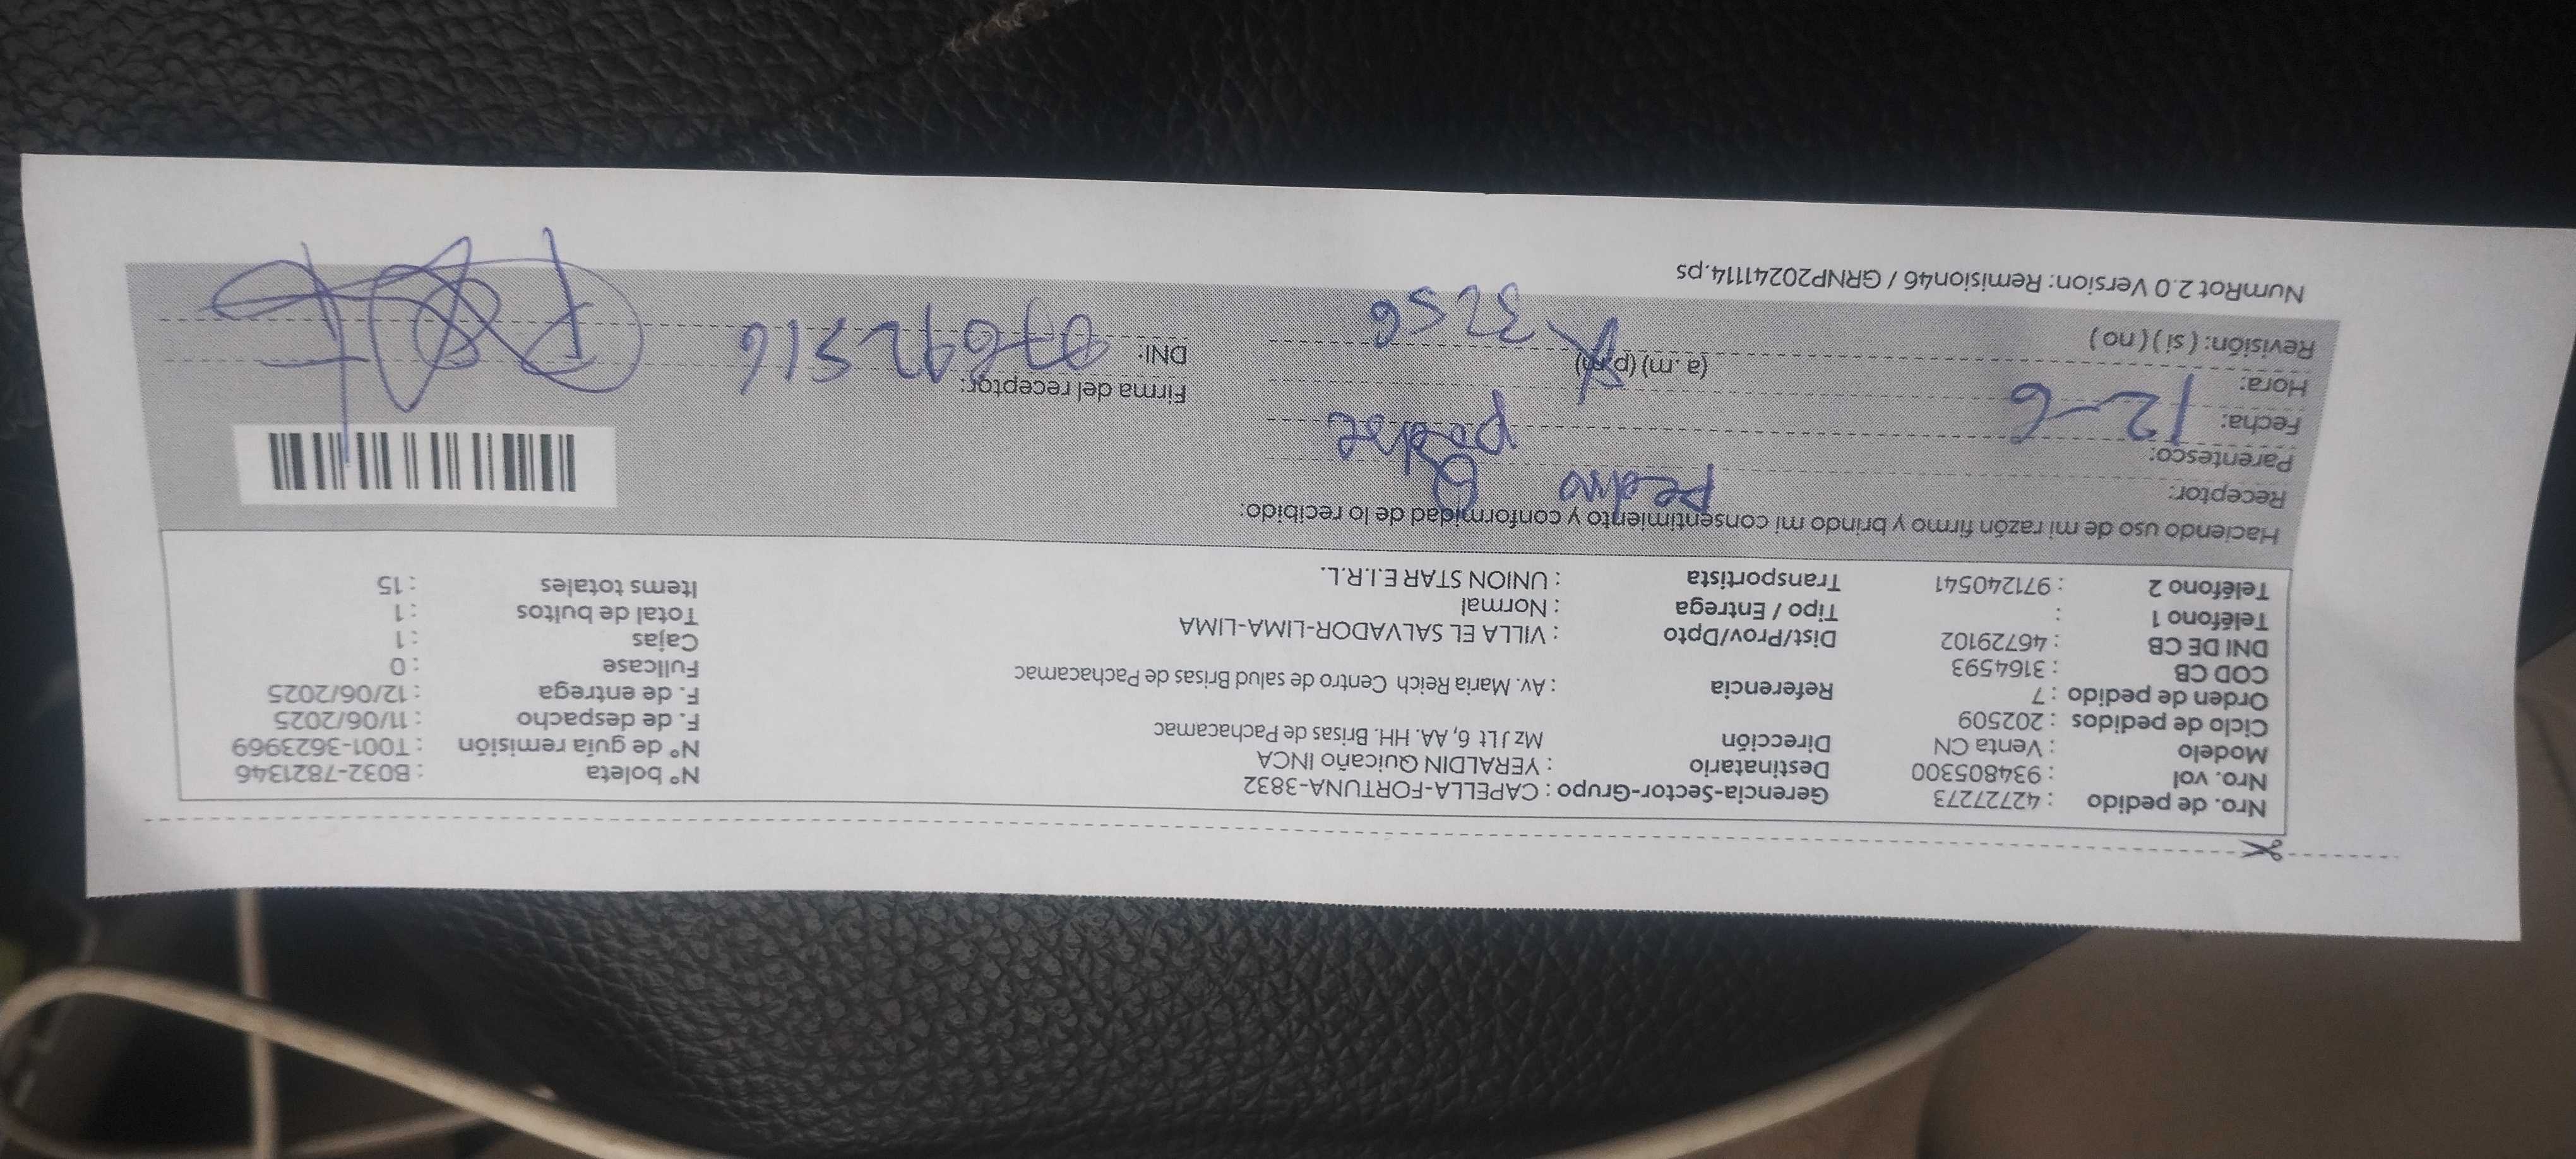 Nro. de pedido : 42727273 Gerencia-Sector-Grupo : CAPELLA-FORTUNA-3832 N° boleta : B032-7821346
Nro. vol : 934805300 Destinatario : YERALDIN Quicaño INCA N° de guía remisión : T001-3623969
Modelo : Venta CN Dirección Mz J Lt 6, AA. HH. Brisas de Pachacamac F. de despacho : 11/06/2025
Ciclo de pedidos : 202509 F. de entrega : 12/06/2025
Orden de pedido : 7 Referencia : Av. Maria Reich Centro de salud Brisas de Pachacamac Fullcase : 0
COD CB : 3164593 Cajas : 1
DNI DE CB : 46729102 Dist/Prov/Dpto : VILLA EL SALVADOR-LIMA-LIMA Total de bultos : 1
Teléfono 1 : Tipo / Entrega : Normal Items totales : 15
Teléfono 2 : 971240541 Transportista : UNION STAR E.I.R.L.
Haciendo uso de mi razón firmo y brindo mi consentimiento y conformidad de lo recibido:
Receptor:
Parentesco:
Fecha: 12-6 Firma del receptor:
Hora: (a.m) (p.m) DNI:
Revisión: ( si ) ( no ) 3256
NumRot 2.0 Version: Remision46 / GRNP20241114.ps